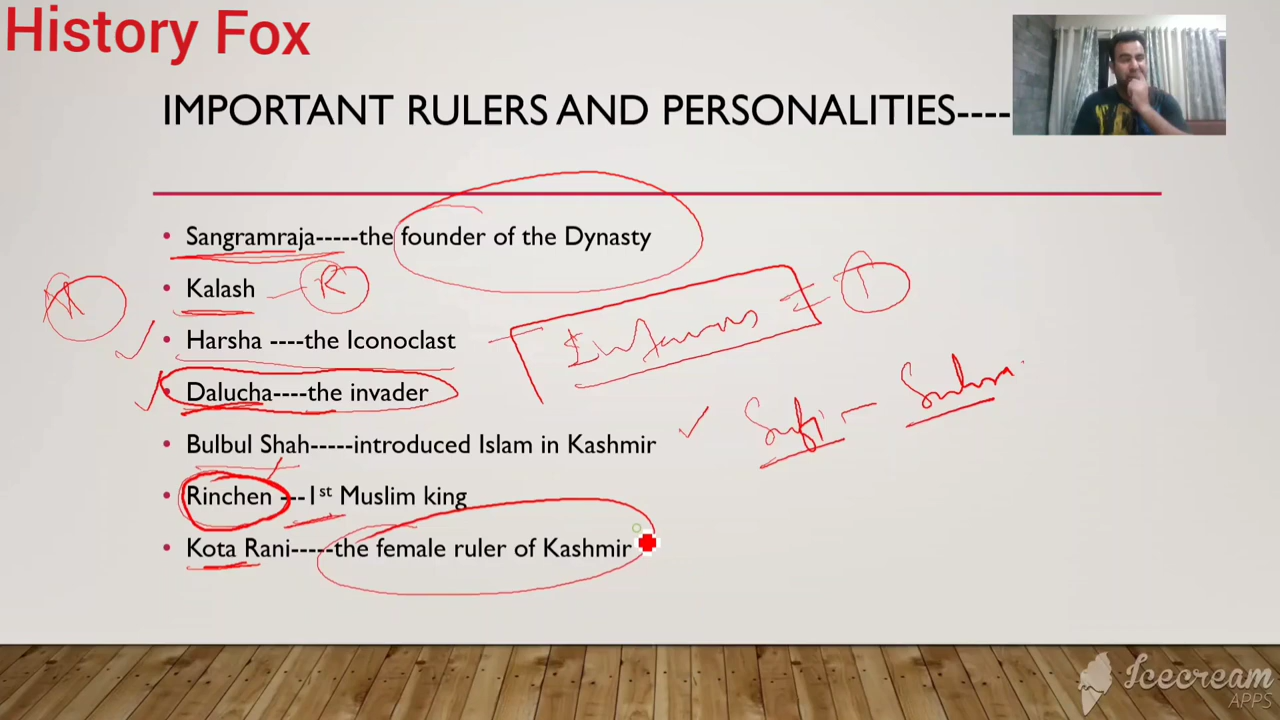 History Fox
IMPORTANT RULERS AND PERSONALITIES----
• Sangramraja-----the founder of the Dynasty
• Kalash R
• Harsha ----the Iconoclast
• Dalucha----the invader
• Bulbul Shah-----introduced Islam in Kashmir
• Rinchen ---1st Muslim king
• Kota Rani-----the female ruler of Kashmir
Sufi
Icecream
APPS